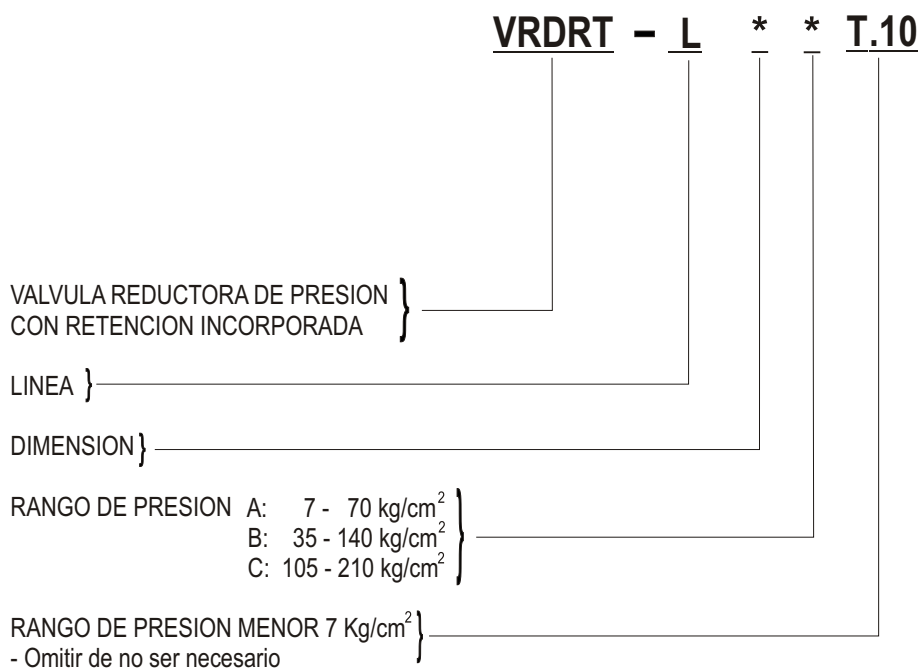 VRDRT - L * * T.10
VALVULA REDUCTORA DE PRESION
CON RETENCION INCORPORADA
LINEA
DIMENSION
RANGO DE PRESION A: 7 - 70 kg/cm²
B: 35 - 140 kg/cm²
C: 105 - 210 kg/cm²
RANGO DE PRESION MENOR 7 Kg/cm²
- Omitir de no ser necesario